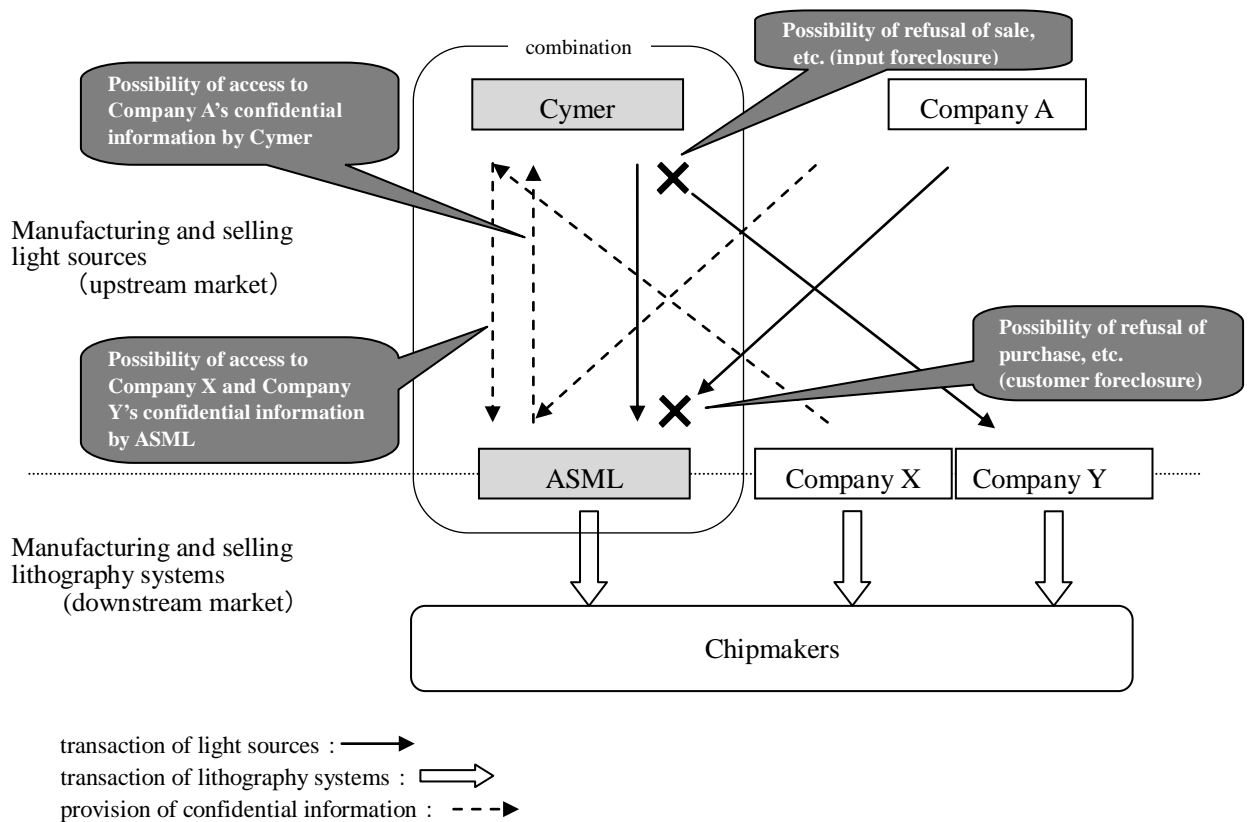 combination
Possibility of refusal of sale,
etc. (input foreclosure)
Possibility of access to
Company A’s confidential
information by Cymer
Cymer
Company A
Manufacturing and selling
light sources
（upstream market）
Possibility of access to
Company X and Company
Y’s confidential information
by ASML
Possibility of refusal of
purchase, etc.
(customer foreclosure)
ASML
Company X
Company Y
Manufacturing and selling
lithography systems
(downstream market）
Chipmakers
transaction of light sources :
transaction of lithography systems :
provision of confidential information :